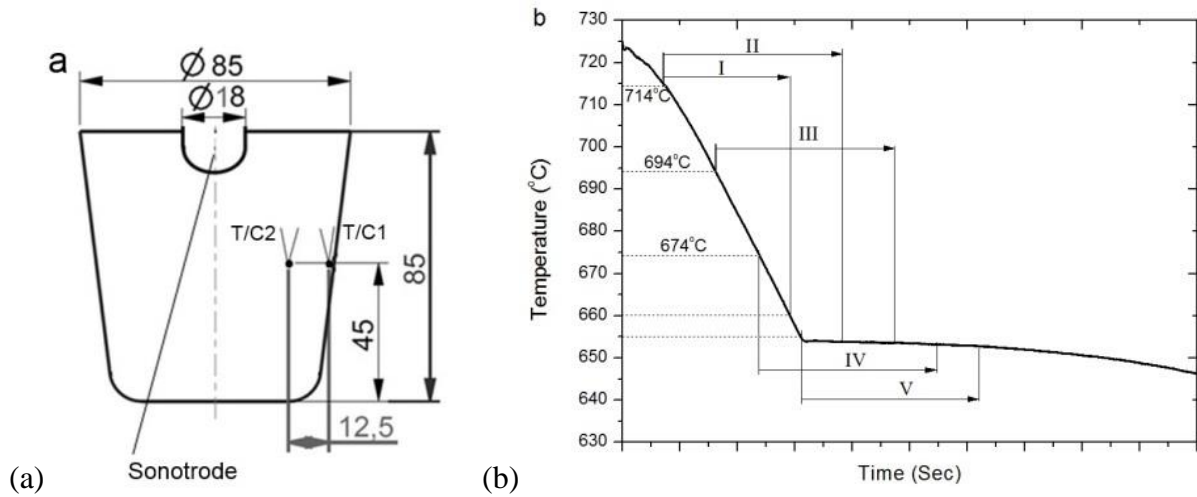 a
Ø 85
Ø18
T/C2
T/C1
85
45
12,5
Sonotrode
(a)
b
730
720
710
700
690
680
670
660
650
640
630
Temperature (°C)
II
I
714°C
III
694°C
674°C
IV
V
Time (Sec)
(b)